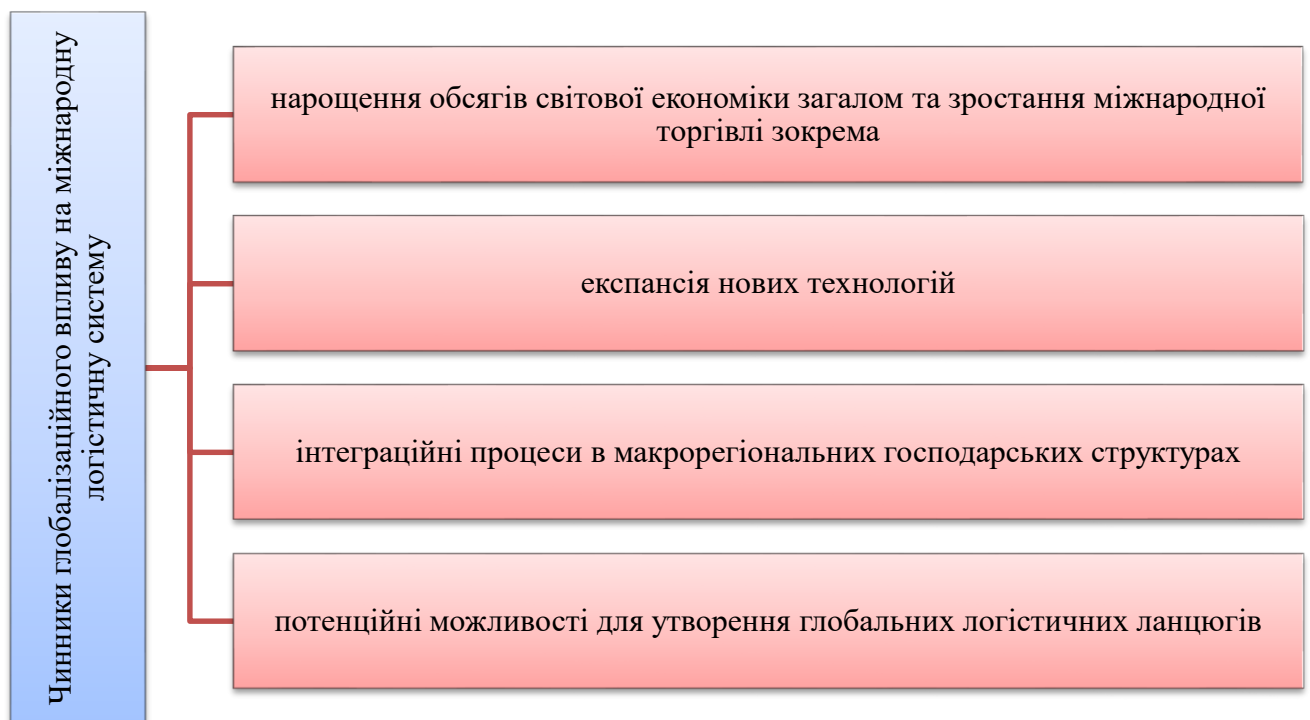 Чинники глобалізаційного впливу на міжнародну
логістичну систему
нарощення обсягів світової економіки загалом та зростання міжнародної
торгівлі зокрема
експансія нових технологій
інтеграційні процеси в макрорегіональних господарських структурах
потенційні можливості для утворення глобальних логістичних ланцюгів